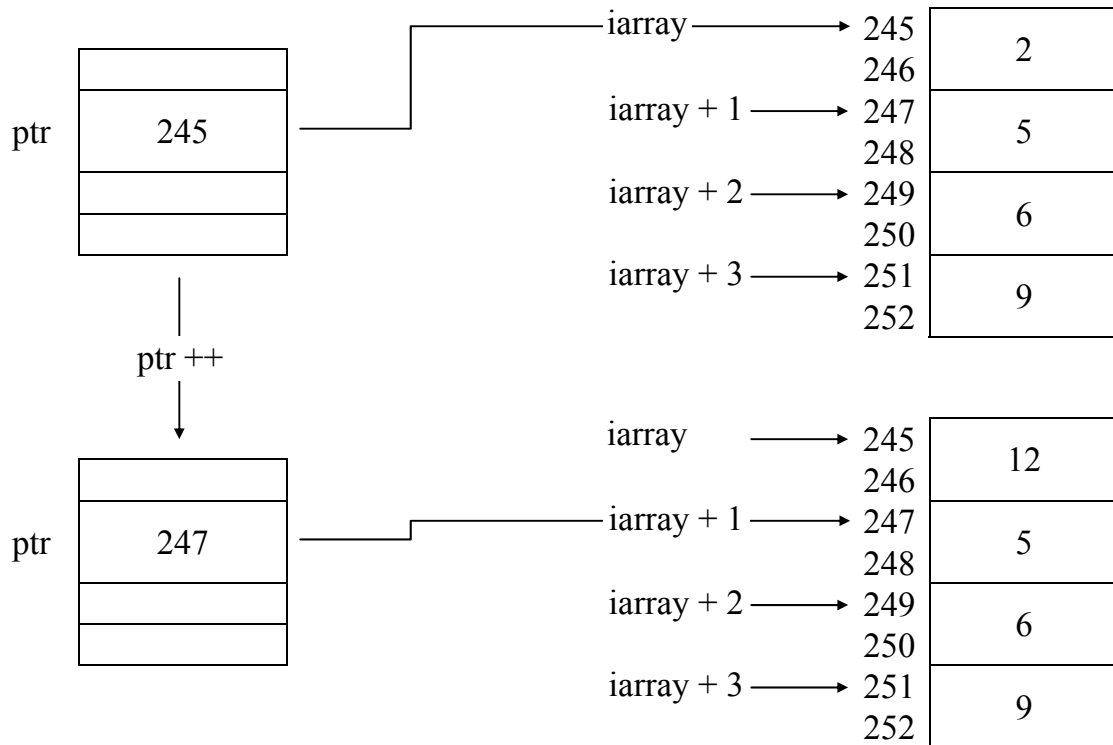 iarray 245
2
246
iarray + 1 247
ptr 245 5
248
iarray + 2 249
6
250
iarray + 3 251
9
252
ptr ++
iarray 245
12
246
iarray + 1 247
ptr 247 5
248
iarray + 2 249
6
250
iarray + 3 251
9
252